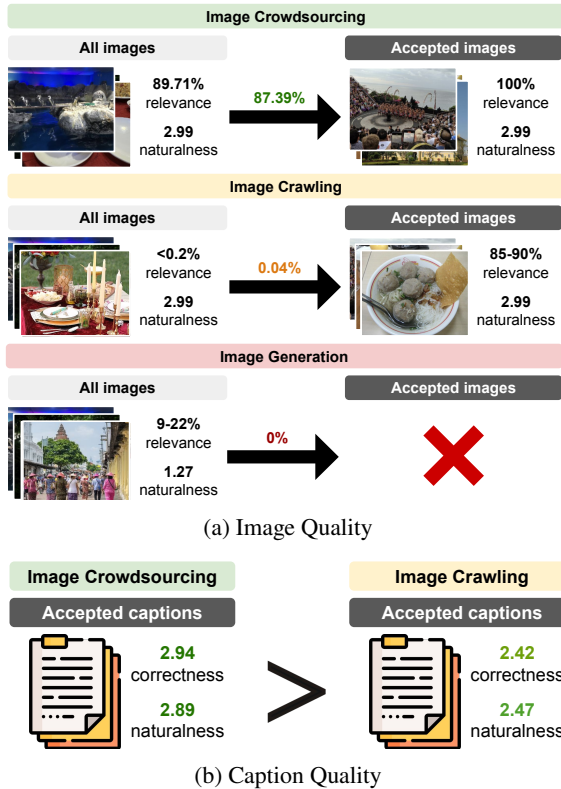 Image Crowdsourcing
All images
Accepted images
89.71%
relevance
2.99
naturalness
87.39%
100%
relevance
2.99
naturalness
Image Crawling
All images
Accepted images
<0.2%
relevance
2.99
naturalness
0.04%
85-90%
relevance
2.99
naturalness
Image Generation
All images
Accepted images
9-22%
relevance
1.27
naturalness
0%
(a) Image Quality
Image Crowdsourcing
Accepted captions
2.94
correctness
2.89
naturalness
>
Image Crawling
Accepted captions
2.42
correctness
2.47
naturalness
(b) Caption Quality